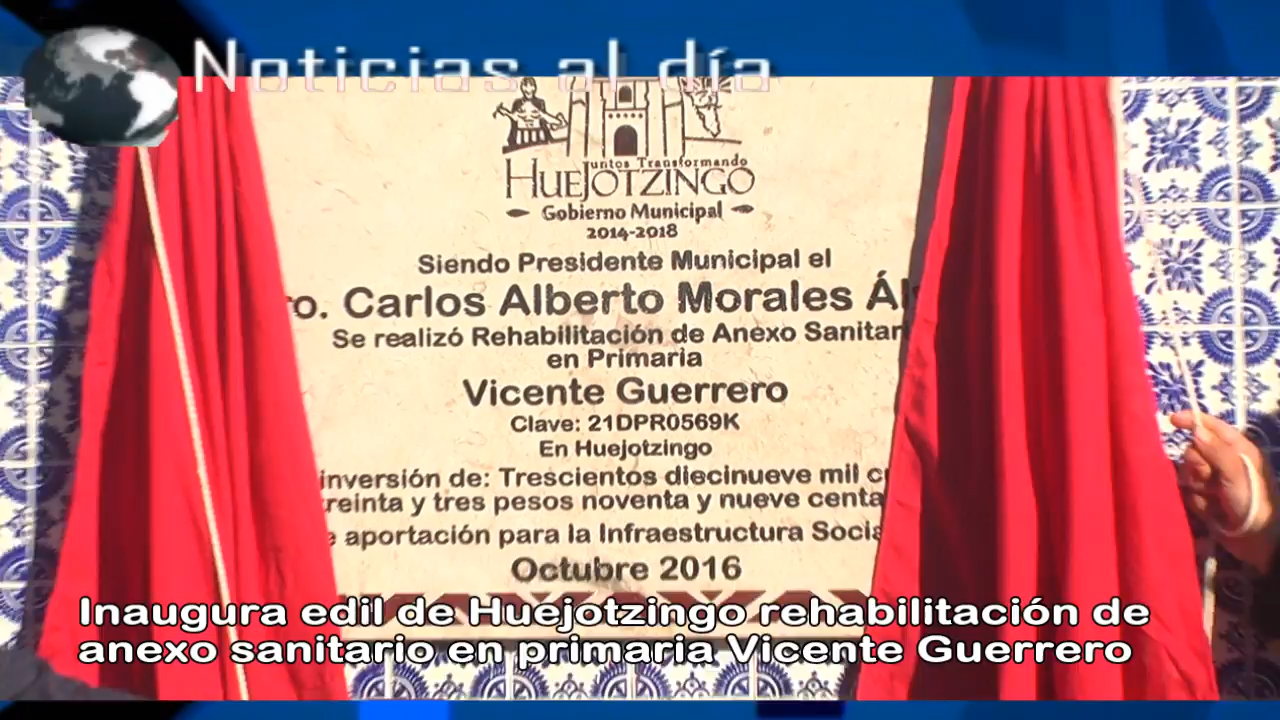 Noticias al día
Juntos Transformando
HUEJOTZINGO
Gobierno Municipal
2014-2018
Siendo Presidente Municipal el
o. Carlos Alberto Morales Ál
Se realizó Rehabilitación de Anexo Sanitar
en Primaria
Vicente Guerrero
Clave: 21DPR0569K
En Huejotzingo
inversión de: Trescientos diecinueve mil c
reinta y tres pesos noventa y nueve centa
aportación para la Infraestructura Socia
Octubre 2016
Inaugura edil de Huejotzingo rehabilitación de
anexo sanitario en primaria Vicente Guerrero